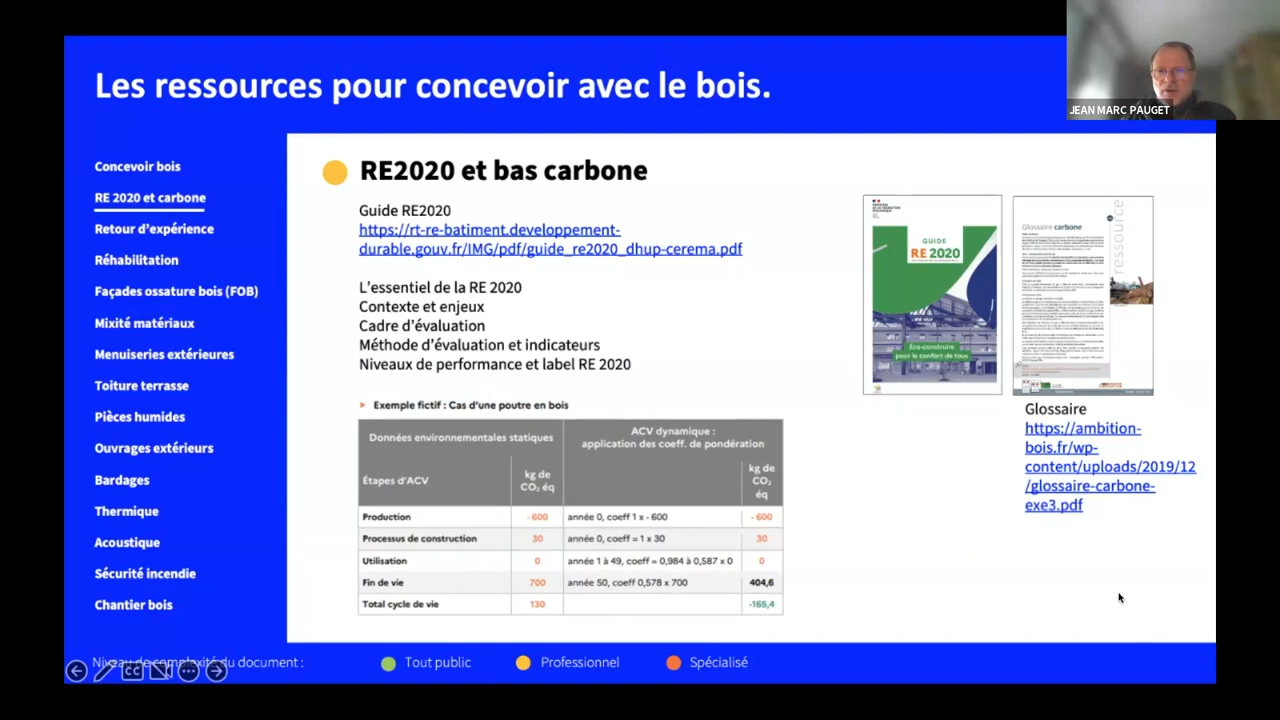 Les ressources pour concevoir avec le bois.
JEAN MARC PAUGET
Concevoir bois
RE 2020 et carbone
Retour d'expérience
Réhabilitation
Façades ossature bois (FOB)
Mixité matériaux
Menuiseries extérieures
Toiture terrasse
Pièces humides
Ouvrages extérieurs
Bardages
Thermique
Acoustique
Sécurité incendie
Chantier bois
RE2020 et bas carbone
Guide RE2020
https://rt-re-batiment.developpement-
durable.gouv.fr/IMG/pdf/guide_re2020_dhup-cerema.pdf
L'essentiel de la RE 2020
Contexte et enjeux
Cadre d'évaluation
Méthode d'évaluation et indicateurs
Niveaux de performance et label RE 2020
Exemple fictif : Cas d'une poutre en bois
Données environnementales statiques
ACV dynamique :
application des coeff. de pondération
Étapes d'ACV
kg de
CO₂ éq
kg de
CO₂
éq
Production - 600 année 0, coeff 1 x - 600 - 600
Processus de construction 30 année 0, coeff = 1 x 30 30
Utilisation 0 année 1 à 49, coeff = 0,984 à 0,587 x 0 0
Fin de vie 700 année 50, coeff 0,578 x 700 404,6
Total cycle de vie 130 -165,4
GUIDE
RE 2020
Eco-construire
pour le confort de tous
Glossaire carbone
ressource
Glossaire
https://ambition-
bois.fr/wp-
content/uploads/2019/12
/glossaire-carbone-
exe3.pdf
Niveau de complexité du document :
Tout public
Professionnel
Spécialisé
CC